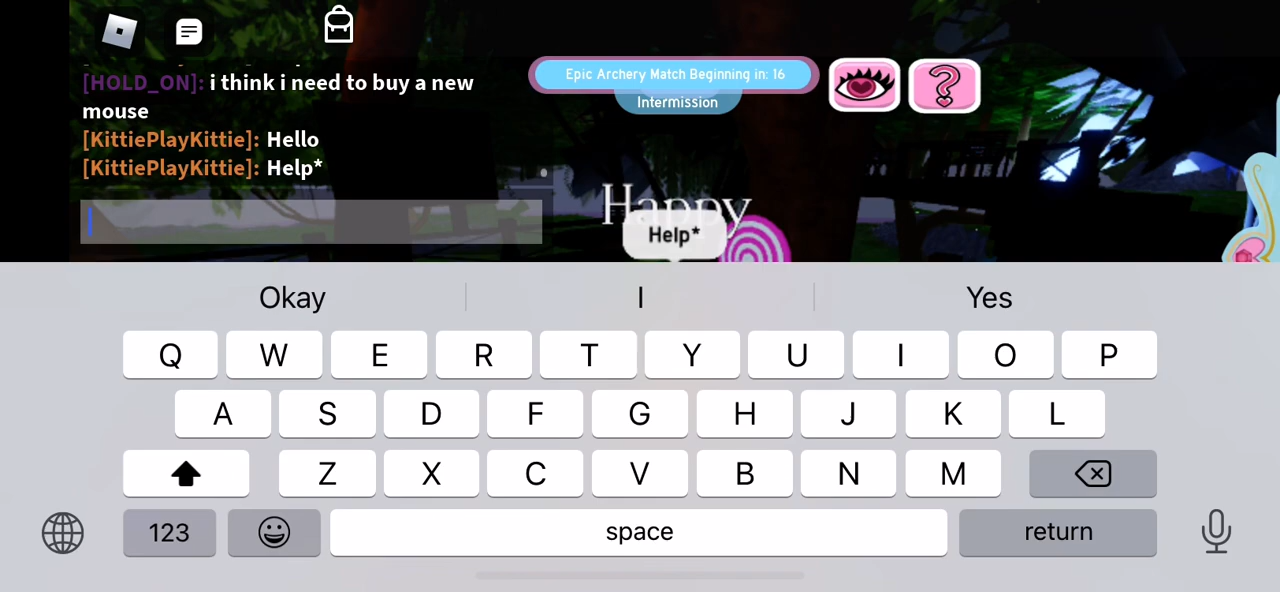 [HOLD_ON]: i think i need to buy a new
mouse
[KittiePlayKittie]: Hello
[KittiePlayKittie]: Help*
Epic Archery Match Beginning in: 16
Intermission
?
Happy
Help*
Okay I Yes
Q W E R T Y U I O P
A S D F G H J K L
Z X C V B N M
123 space return